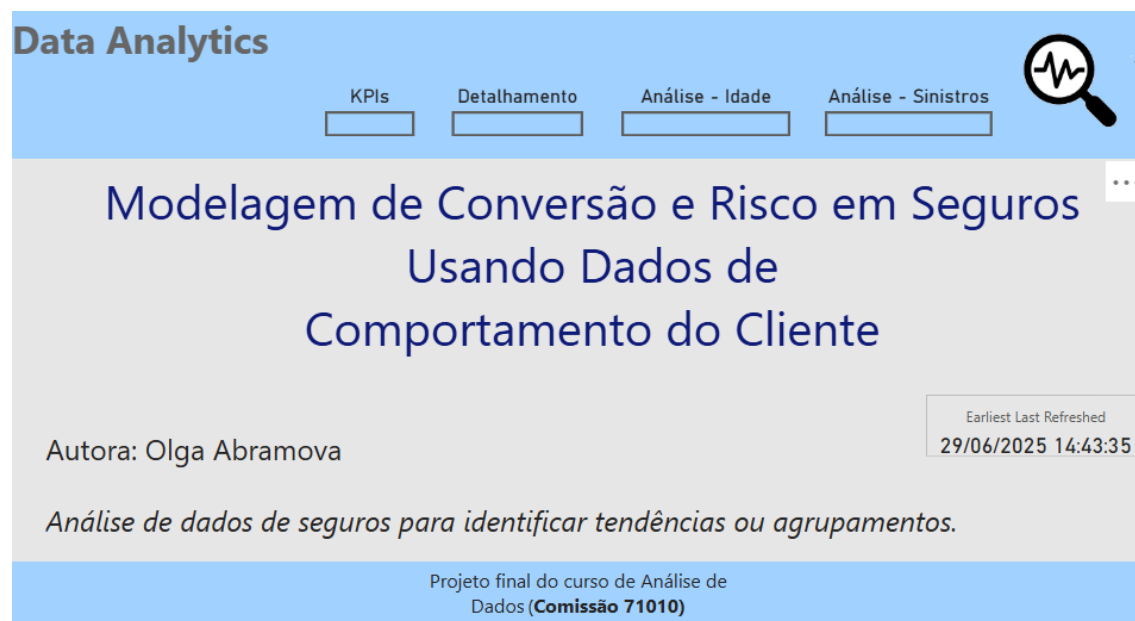 Data Analytics
KPIs Detalhamento Análise - Idade Análise - Sinistros
Modelagem de Conversão e Risco em Seguros
Usando Dados de
Comportamento do Cliente
Earliest Last Refreshed
29/06/2025 14:43:35
Autora: Olga Abramova
Análise de dados de seguros para identificar tendências ou agrupamentos.
Projeto final do curso de Análise de
Dados (Comissão 71010)